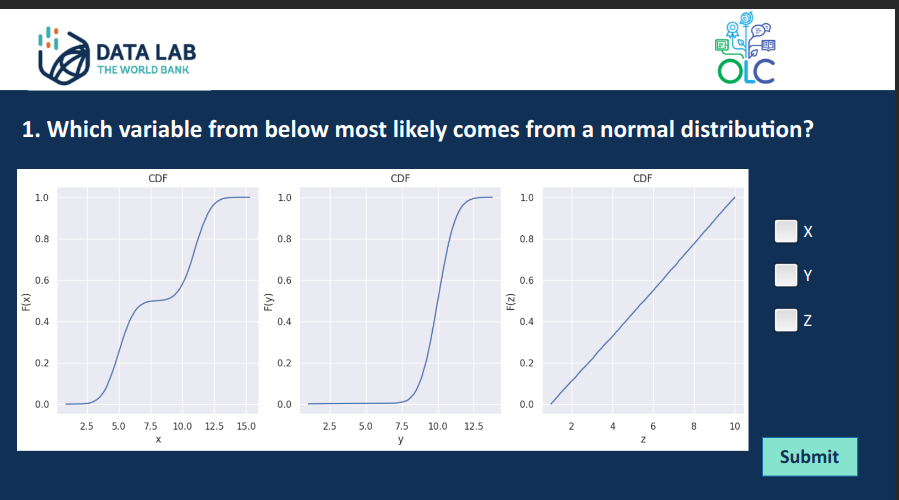 DATA LAB
THE WORLD BANK
OLC
1. Which variable from below most likely comes from a normal distribution?
CDF
1.0
0.8
0.6
0.4
0.2
0.0
F(x)
2.5 5.0 7.5 10.0 12.5 15.0
x
CDF
1.0
0.8
0.6
0.4
0.2
0.0
F(y)
2.5 5.0 7.5 10.0 12.5
y
CDF
1.0
0.8
0.6
0.4
0.2
0.0
F(z)
2 4 6 8 10
z
X
Y
Z
Submit